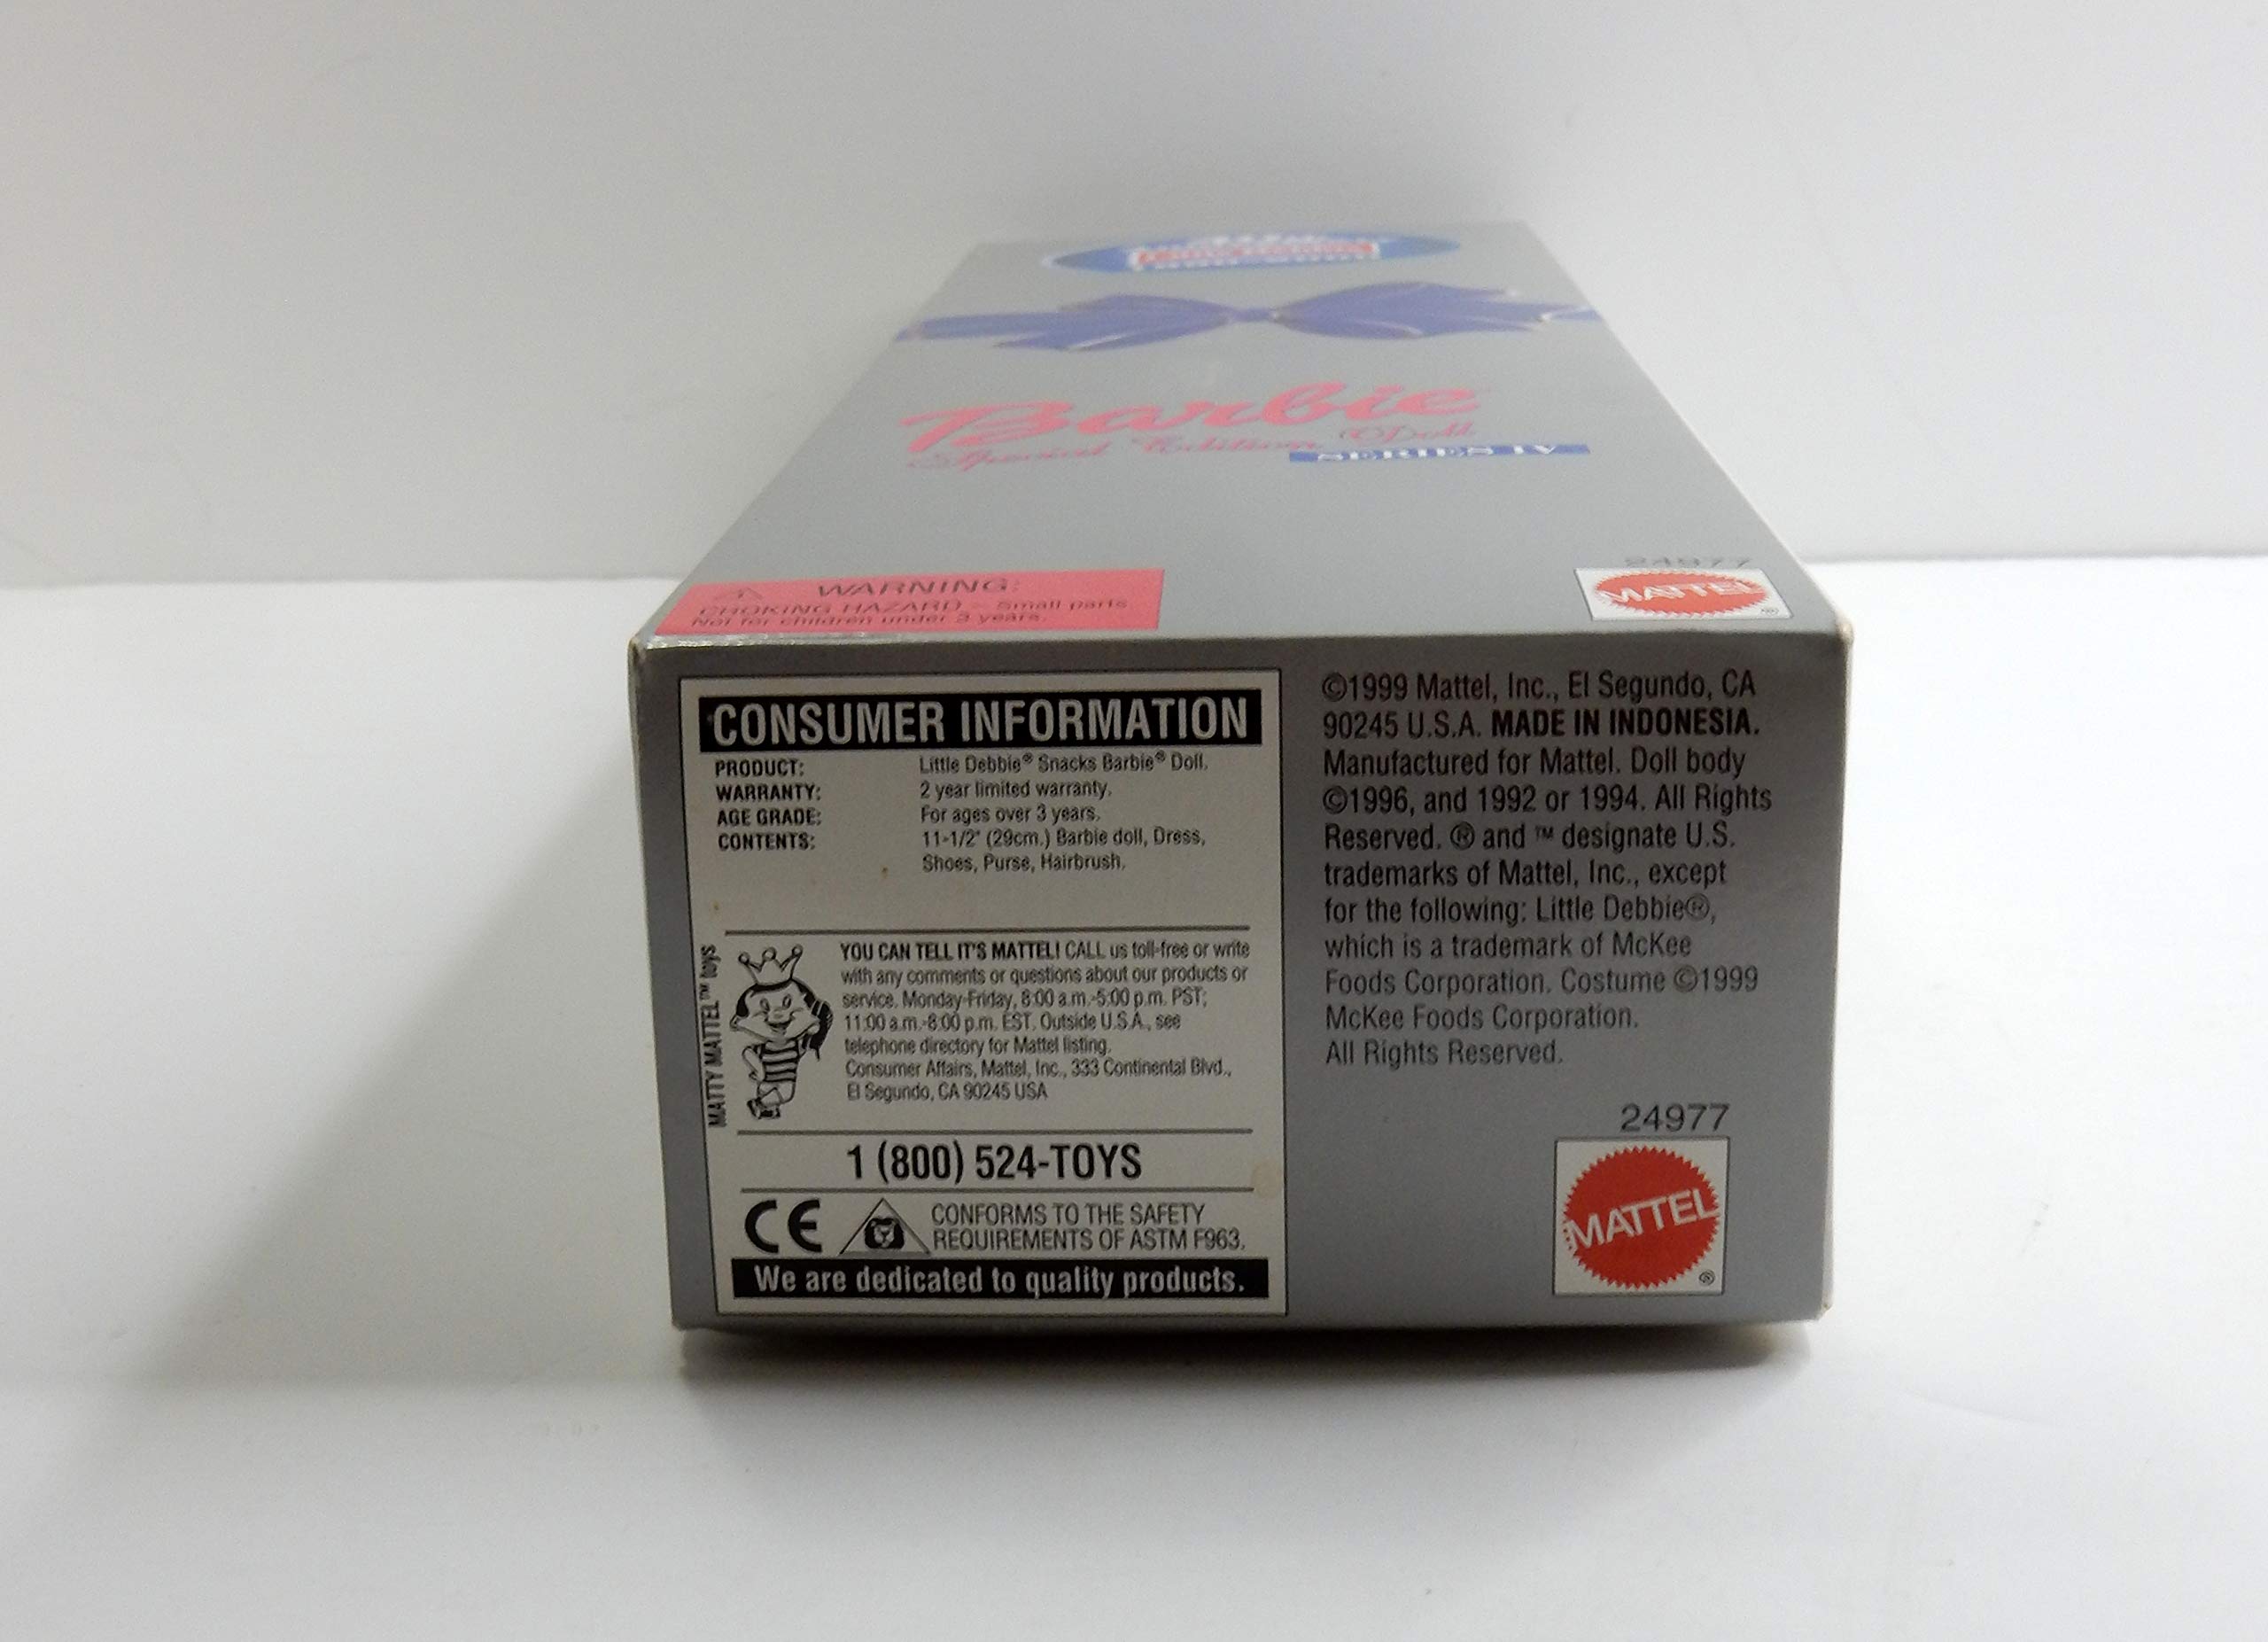 Barbie
Special Edition Doll
SERIES IV
WARNING:
CHOKING HAZARD - Small parts
Not for children under 3 years.
24977
MATTEL
®
CONSUMER INFORMATION
PRODUCT: Little Debbie® Snacks Barbie® Doll.
WARRANTY: 2 year limited warranty.
AGE GRADE: For ages over 3 years.
CONTENTS: 11-1/2" (29cm.) Barbie doll, Dress,
Shoes, Purse, Hairbrush.
MATTY MATTEL™ toys
YOU CAN TELL IT'S MATTEL! CALL us toll-free or write
with any comments or questions about our products or
service, Monday-Friday, 8:00 a.m.-5:00 p.m. PST;
11:00 a.m.-8:00 p.m. EST. Outside U.S.A., see
telephone directory for Mattel listing.
Consumer Affairs, Mattel, Inc., 333 Continental Blvd.,
El Segundo, CA 90245 USA
1 (800) 524-TOYS
CE
CONFORMS TO THE SAFETY
REQUIREMENTS OF ASTM F963.
We are dedicated to quality products.
©1999 Mattel, Inc., El Segundo, CA
90245 U.S.A. MADE IN INDONESIA.
Manufactured for Mattel. Doll body
©1996, and 1992 or 1994. All Rights
Reserved. ® and ™ designate U.S.
trademarks of Mattel, Inc., except
for the following: Little Debbie®,
which is a trademark of McKee
Foods Corporation. Costume ©1999
McKee Foods Corporation.
All Rights Reserved.
24977
MATTEL
®